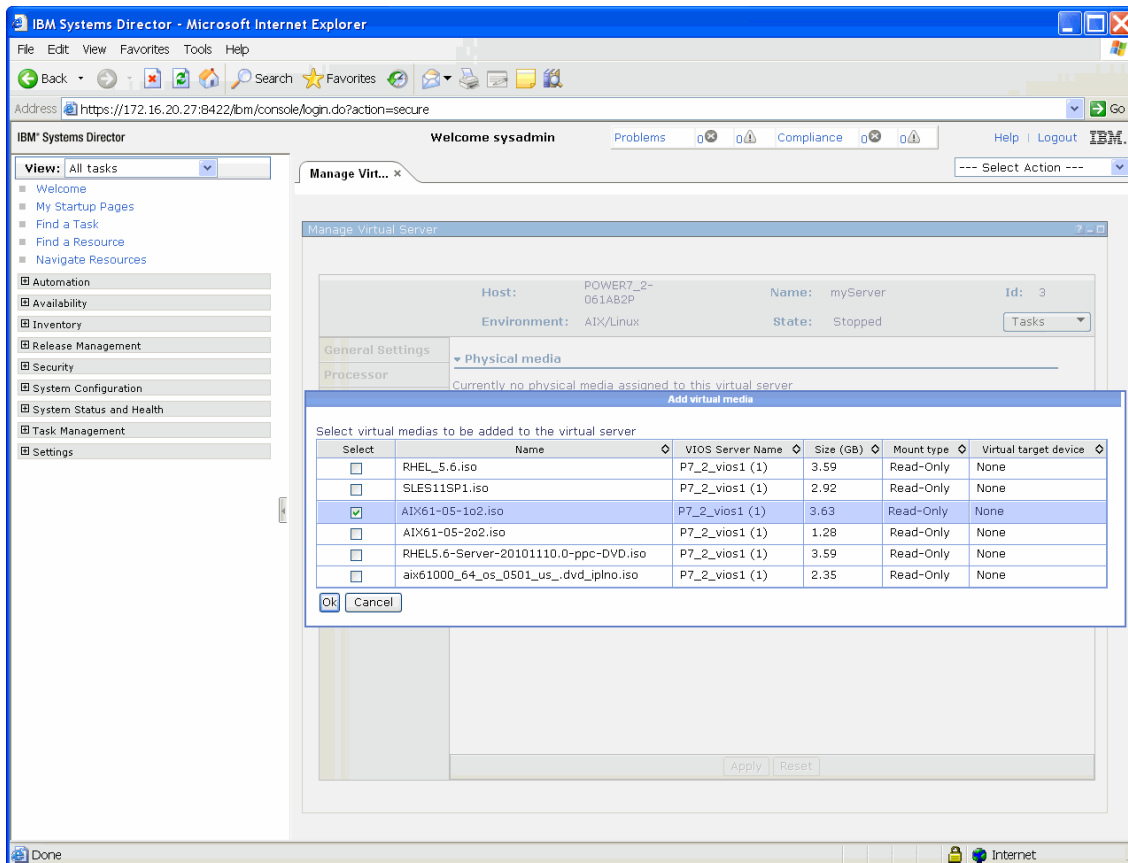 IBM Systems Director - Microsoft Internet Explorer
File Edit View Favorites Tools Help
Back Search Favorites
Address https://172.16.20.27:8422/ibm/console/login.do?action=secure Go
IBM® Systems Director Welcome sysadmin Problems 0 0 Compliance 0 0 Help Logout IBM.
View: All tasks
Manage Virt... ×
--- Select Action ---
Welcome
My Startup Pages
Find a Task
Find a Resource
Navigate Resources
Automation
Availability
Inventory
Release Management
Security
System Configuration
System Status and Health
Task Management
Settings
Manage Virtual Server
Host: POWER7_2-061AB2P Name: myServer Id: 3
Environment: AIX/Linux State: Stopped Tasks
General Settings
Processor
Physical media
Currently no physical media assigned to this virtual server
Add virtual media
Select virtual medias to be added to the virtual server
Select Name VIOS Server Name Size (GB) Mount type Virtual target device
RHEL_5.6.iso P7_2_vios1 (1) 3.59 Read-Only None
SLES11SP1.iso P7_2_vios1 (1) 2.92 Read-Only None
AIX61-05-1o2.iso P7_2_vios1 (1) 3.63 Read-Only None
AIX61-05-2o2.iso P7_2_vios1 (1) 1.28 Read-Only None
RHEL5.6-Server-20101110.0-ppc-DVD.iso P7_2_vios1 (1) 3.59 Read-Only None
aix61000_64_os_0501_us_.dvd_iplno.iso P7_2_vios1 (1) 2.35 Read-Only None
Ok Cancel
Apply Reset
Done Internet